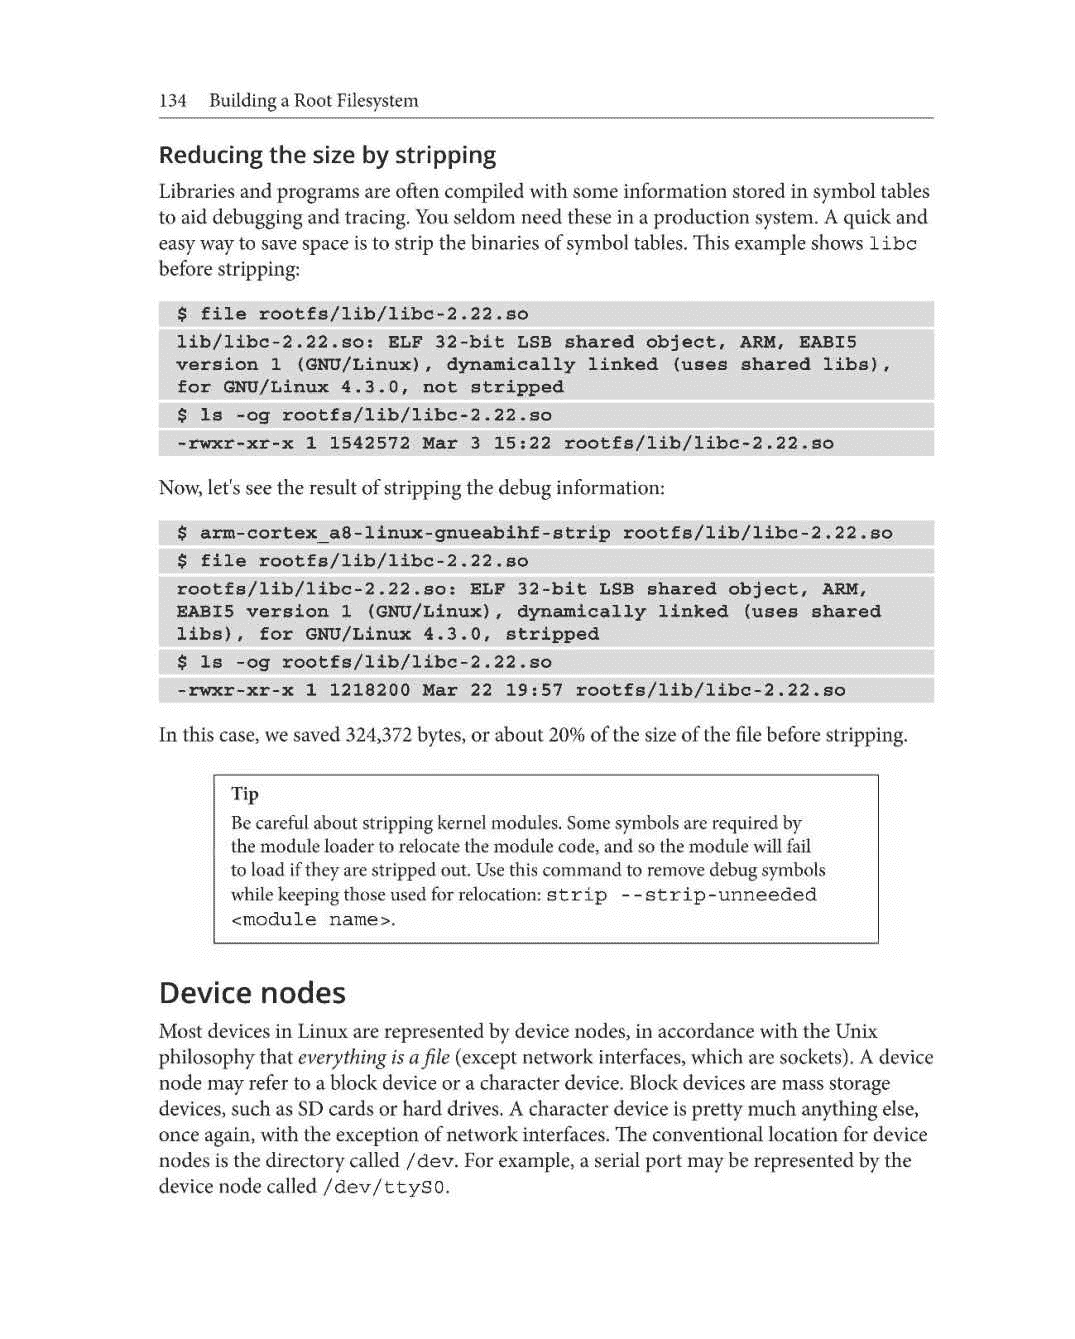 134 Building a Root Filesystem
Reducing the size by stripping
Libraries and programs are often compiled with some information stored in symbol tables
to aid debugging and tracing. You seldom need these in a production system. A quick and
easy way to save space is to strip the binaries of symbol tables. This example shows libc
before stripping:
$ file rootfs/lib/libc-2.22.so
lib/libc-2.22.so: ELF 32-bit LSB shared object, ARM, EABI5
version 1 (GNU/Linux), dynamically linked (uses shared libs),
for GNU/Linux 4.3.0, not stripped
$ ls -og rootfs/lib/libc-2.22.so
-rwxr-xr-x 1 1542572 Mar 3 15:22 rootfs/lib/libc-2.22.so
Now, let's see the result of stripping the debug information:
$ arm-cortex_a8-linux-gnueabihf-strip rootfs/lib/libc-2.22.so
$ file rootfs/lib/libc-2.22.so
rootfs/lib/libc-2.22.so: ELF 32-bit LSB shared object, ARM,
EABI5 version 1 (GNU/Linux), dynamically linked (uses shared
libs), for GNU/Linux 4.3.0, stripped
$ ls -og rootfs/lib/libc-2.22.so
-rwxr-xr-x 1 1218200 Mar 22 19:57 rootfs/lib/libc-2.22.so
In this case, we saved 324,372 bytes, or about 20% of the size of the file before stripping.
Tip
Be careful about stripping kernel modules. Some symbols are required by
the module loader to relocate the module code, and so the module will fail
to load if they are stripped out. Use this command to remove debug symbols
while keeping those used for relocation: strip --strip-unneeded
<module name>.
Device nodes
Most devices in Linux are represented by device nodes, in accordance with the Unix
philosophy that everything is a file (except network interfaces, which are sockets). A device
node may refer to a block device or a character device. Block devices are mass storage
devices, such as SD cards or hard drives. A character device is pretty much anything else,
once again, with the exception of network interfaces. The conventional location for device
nodes is the directory called /dev. For example, a serial port may be represented by the
device node called /dev/ttyS0.